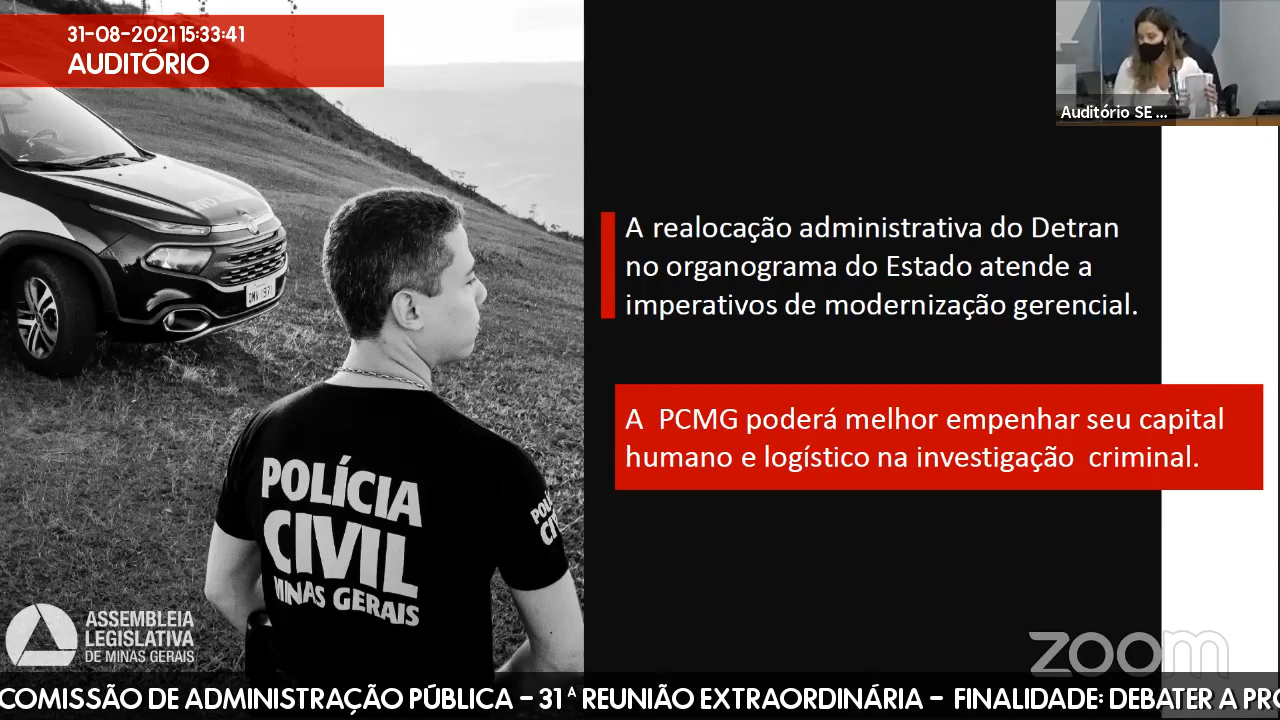 31-08-2021 15:33:41
AUDITÓRIO
Auditório SE ...
A realocação administrativa do Detran
no organograma do Estado atende a
imperativos de modernização gerencial.
A PCMG poderá melhor empenhar seu capital
humano e logístico na investigação criminal.
POLÍCIA
CIVIL
MINAS GERAIS
ASSEMBLEIA
LEGISLATIVA
DE MINAS GERAIS
zoom
COMISSÃO DE ADMINISTRAÇÃO PÚBLICA - 31ª REUNIÃO EXTRAORDINÁRIA - FINALIDADE: DEBATER A PRO